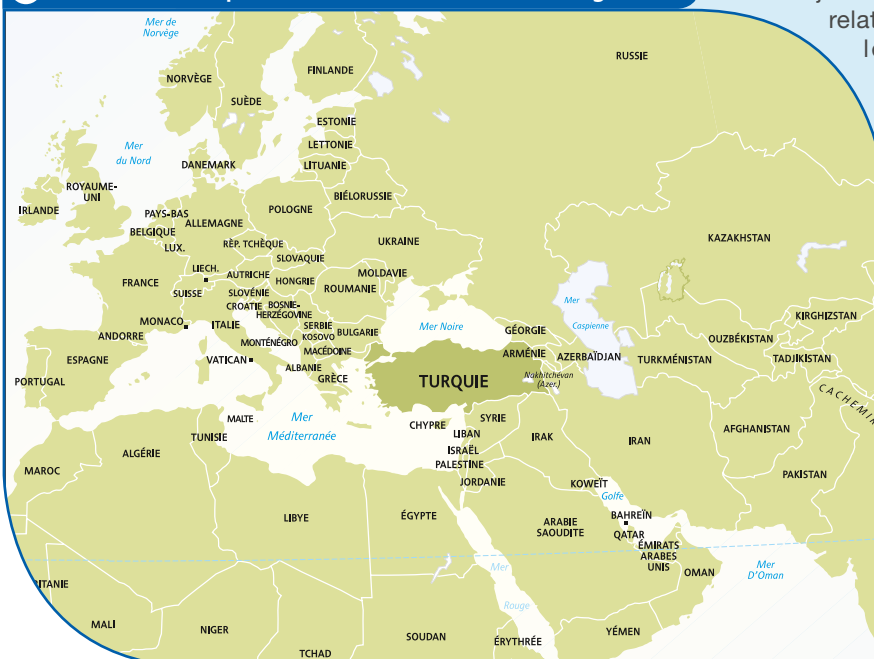 relat
Mer de
Norvège
RUSSIE
FINLANDE
NORVÈGE
SUÈDE
ESTONIE
Mer
du Nord
LETTONIE
DANEMARK
LITUANIE
ROYAUME-
UNI
BIÉLORUSSIE
IRLANDE
PAYS-BAS
POLOGNE
ALLEMAGNE
BELGIQUE
LUX.
RÈP. TCHÈQUE
UKRAINE
KAZAKHSTAN
SLOVAQUIE
LIECH.
AUTRICHE
MOLDAVIE
FRANCE
HONGRIE
ROUMANIE
SUISSE
SLOVÉNIE
CROATIE
BOSNIE-
HERZÉGOVINE
Mer
Caspienne
MONACO
ITALIE
SERBIE
KOSOVO
BULGARIE
Mer Noire
GÉORGIE
KIRGHIZSTAN
ANDORRE
MONTÉNÉGRO
MACÉDOINE
ARMÉNIE
AZERBAÏDJAN
OUZBÉKISTAN
TURKMÉNISTAN
TADJIKISTAN
ESPAGNE
VATICAN
ALBANIE
GRÈCE
TURQUIE
Nakhitchévan
(Azer.)
PORTUGAL
CACHEMIR
MALTE
Mer
Méditerranée
CHYPRE
SYRIE
LIBAN
AFGHANISTAN
TUNISIE
ALGÉRIE
ISRAËL
IRAK
IRAN
PALESTINE
MAROC
JORDANIE
KOWEÏT
PAKISTAN
Golfe
LIBYE
ÉGYPTE
ARABIE
SAOUDITE
BAHREÏN
QATAR
ÉMIRATS
ARABES
UNIS
OMAN
Mer
D'Oman
Mer
Rouge
RITANIE
MALI
NIGER
TCHAD
SOUDAN
ÉRYTHRÉE
YÉMEN